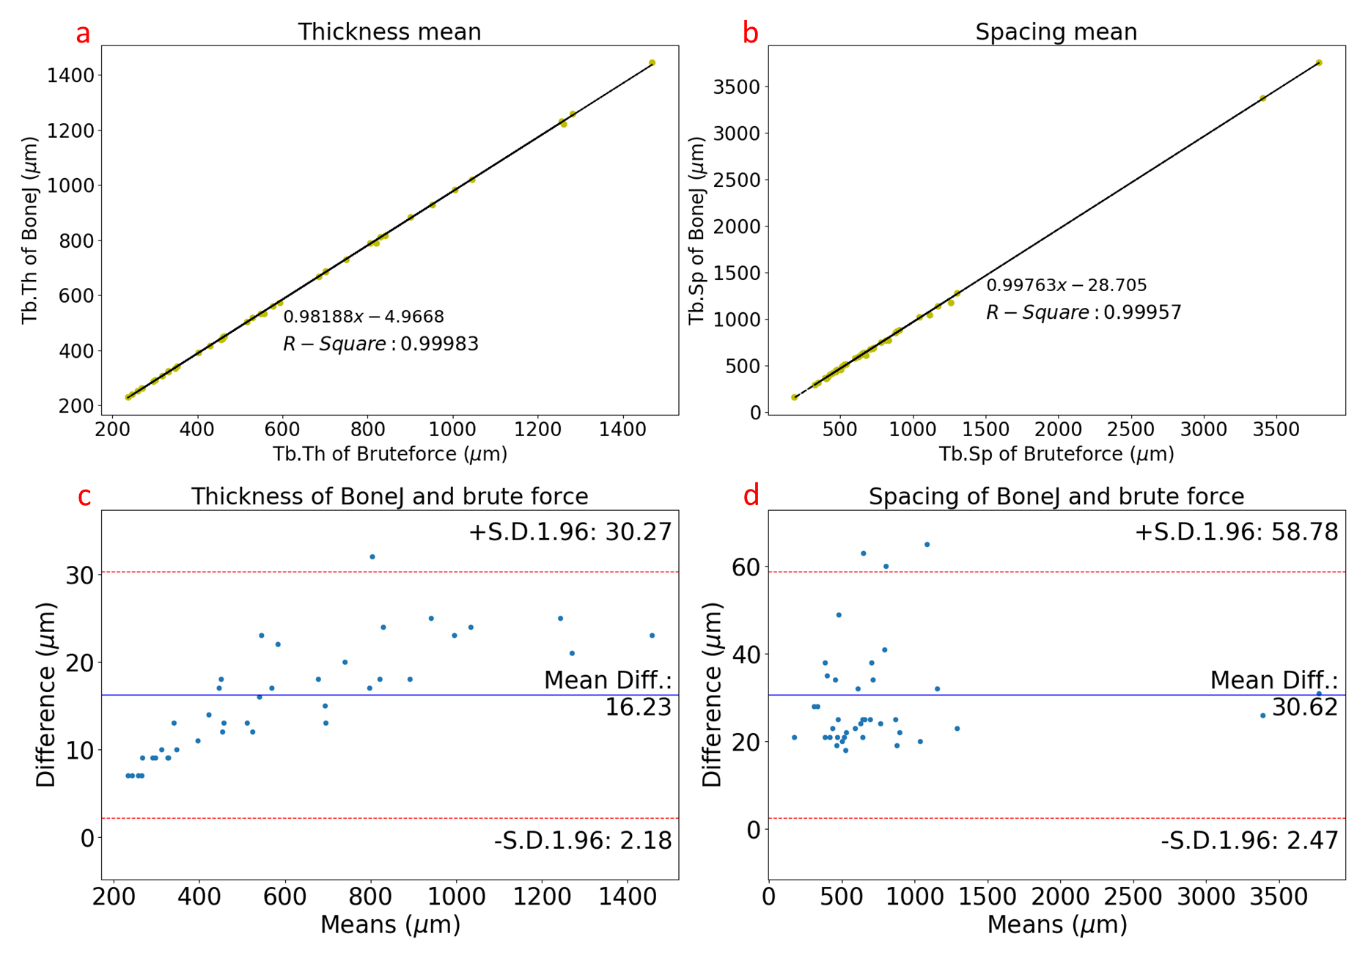 a
Thickness mean
1400
1200
1000
800
600
400
200
Tb.Th of BoneJ (μm)
0.98188x − 4.9668
R − Square : 0.99983
200 400 600 800 1000 1200 1400
Tb.Th of Bruteforce (μm)
b
Spacing mean
3500
3000
2500
2000
1500
1000
500
0
Tb.Sp of BoneJ (μm)
0.99763x − 28.705
R − Square : 0.99957
500 1000 1500 2000 2500 3000 3500
Tb.Sp of Bruteforce (μm)
c
Thickness of BoneJ and brute force
+S.D.1.96: 30.27
30
20
10
0
Difference (μm)
Mean Diff.:
16.23
-S.D.1.96: 2.18
200 400 600 800 1000 1200 1400
Means (μm)
d
Spacing of BoneJ and brute force
+S.D.1.96: 58.78
60
40
20
0
Difference (μm)
Mean Diff.:
30.62
-S.D.1.96: 2.47
0 500 1000 1500 2000 2500 3000 3500
Means (μm)